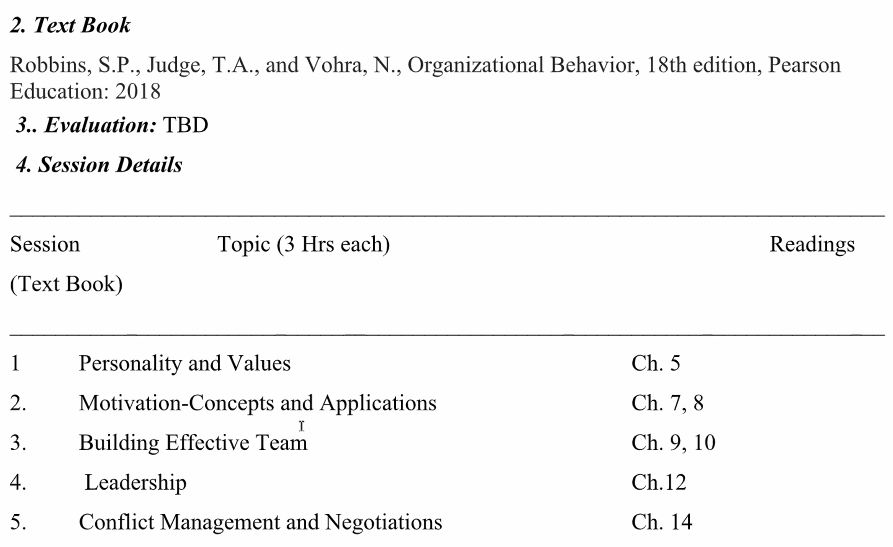 2. Text Book
Robbins, S.P., Judge, T.A., and Vohra, N., Organizational Behavior, 18th edition, Pearson
Education: 2018
3.. Evaluation: TBD
4. Session Details
Session Topic (3 Hrs each) Readings
(Text Book)
1 Personality and Values Ch. 5
2. Motivation-Concepts and Applications Ch. 7, 8
3. Building Effective Team Ch. 9, 10
4. Leadership Ch.12
5. Conflict Management and Negotiations Ch. 14